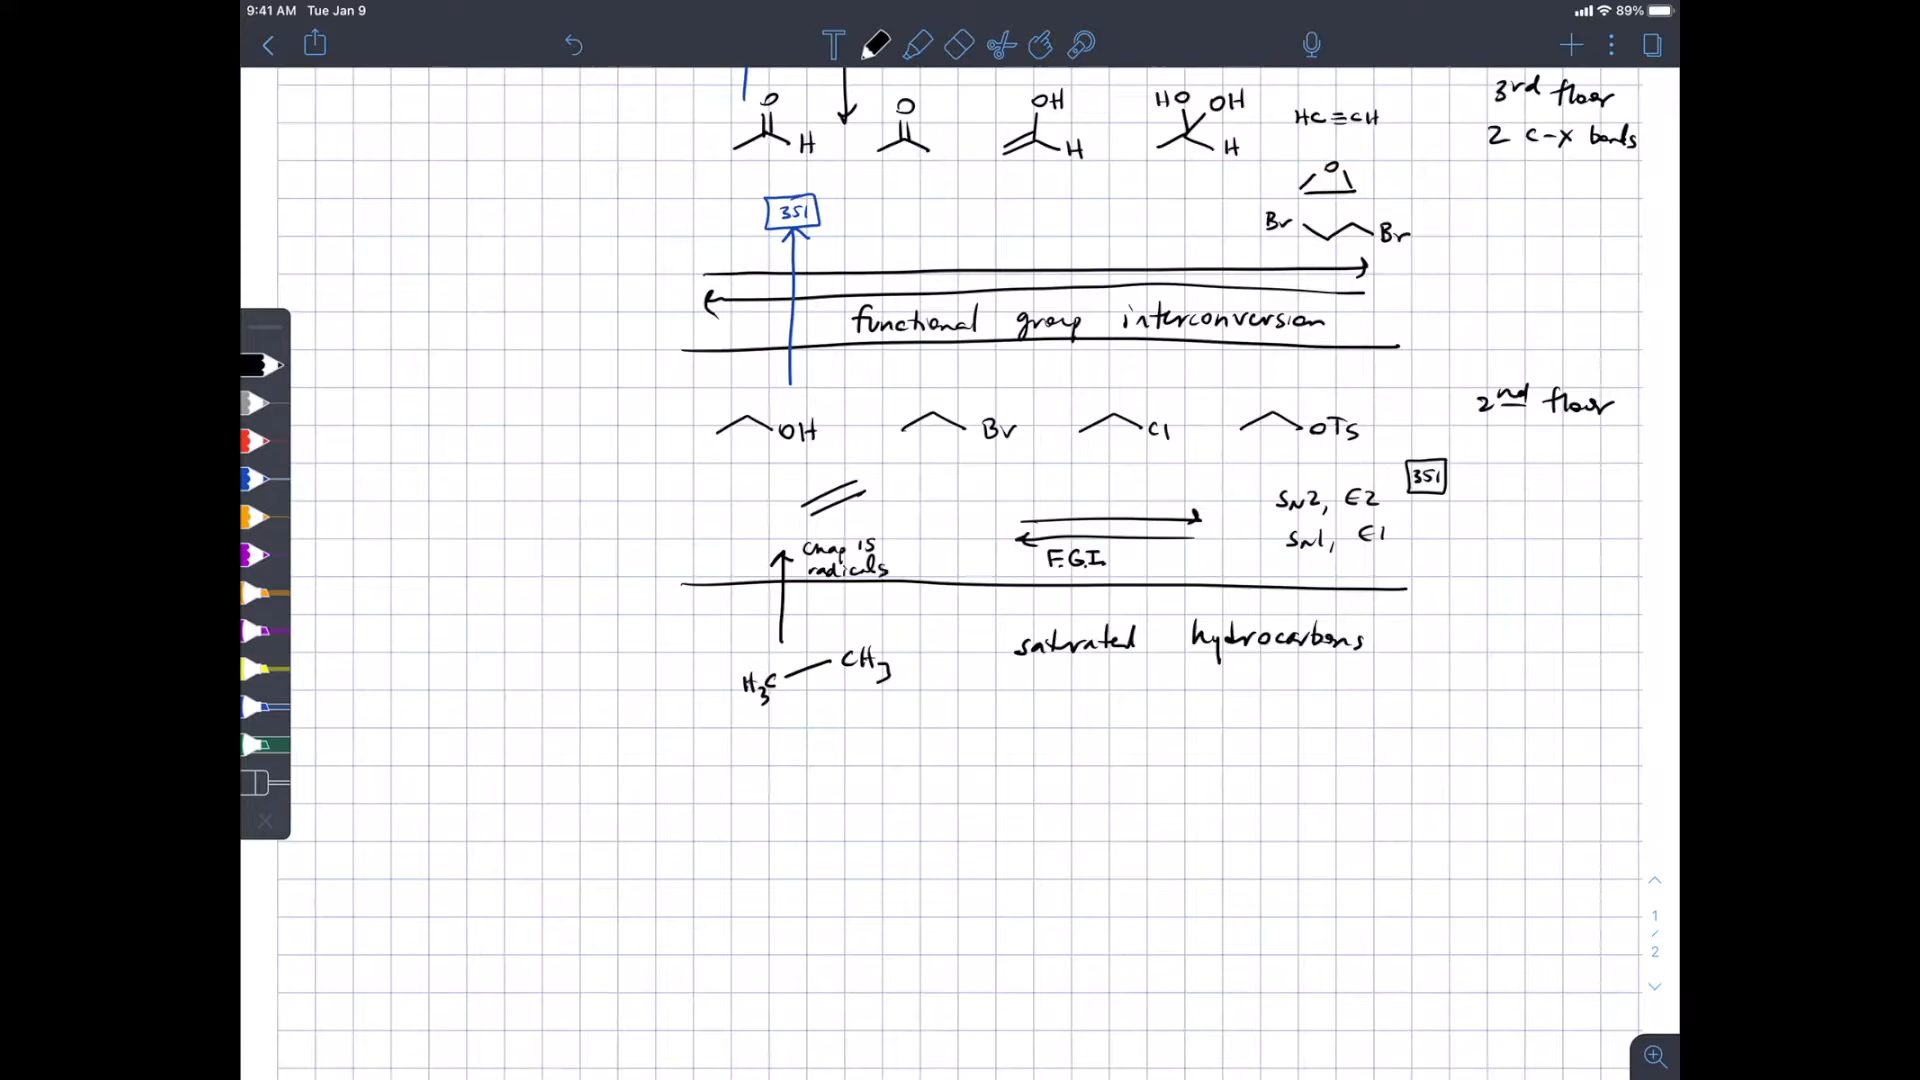 9:41 AM Tue Jan 9
89%
T
3rd floor
2 C-X bonds
O
H
O
OH
H
HO OH
H
HC≡CH
O
Br Br
351
functional group interconversion
2nd floor
OH
Br
Cl
OTs
351
SN2, E2
SN1, E1
F.G.I.
Chap 15
radicals
H3C CH3
saturated hydrocarbons
1
/
2